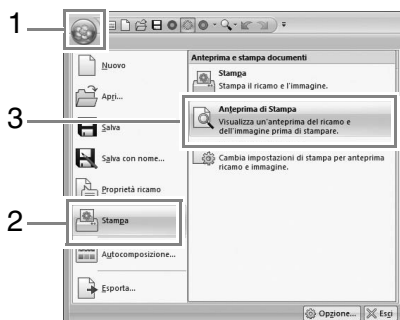 1
Nuovo
Apri...
Salva
Salva con nome...
Proprietà ricamo
2
Stampa
Autocomposizione...
Esporta...
Anteprima e stampa documenti
Stampa
Stampa il ricamo e l'immagine.
3
Anteprima di Stampa
Visualizza un'anteprima del ricamo e
dell'immagine prima di stampare.
Cambia impostazioni di stampa per anteprima
ricamo e immagine.
Opzione...
Esci